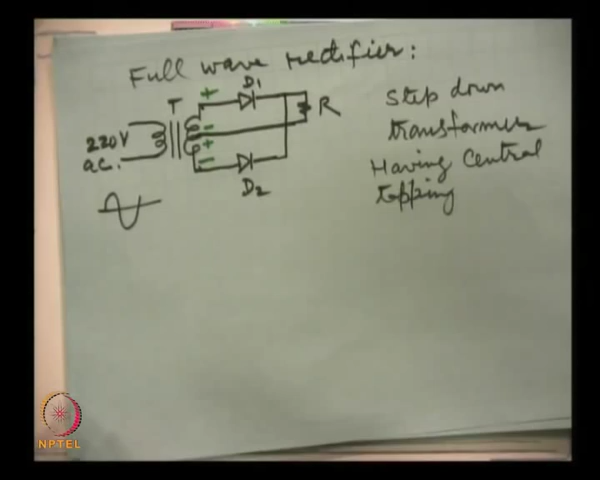 Full wave rectifier:
T
D1
R
220V
a.c.
+
-
+
-
D2
Step down
transformer
Having Central
tapping
NPTEL